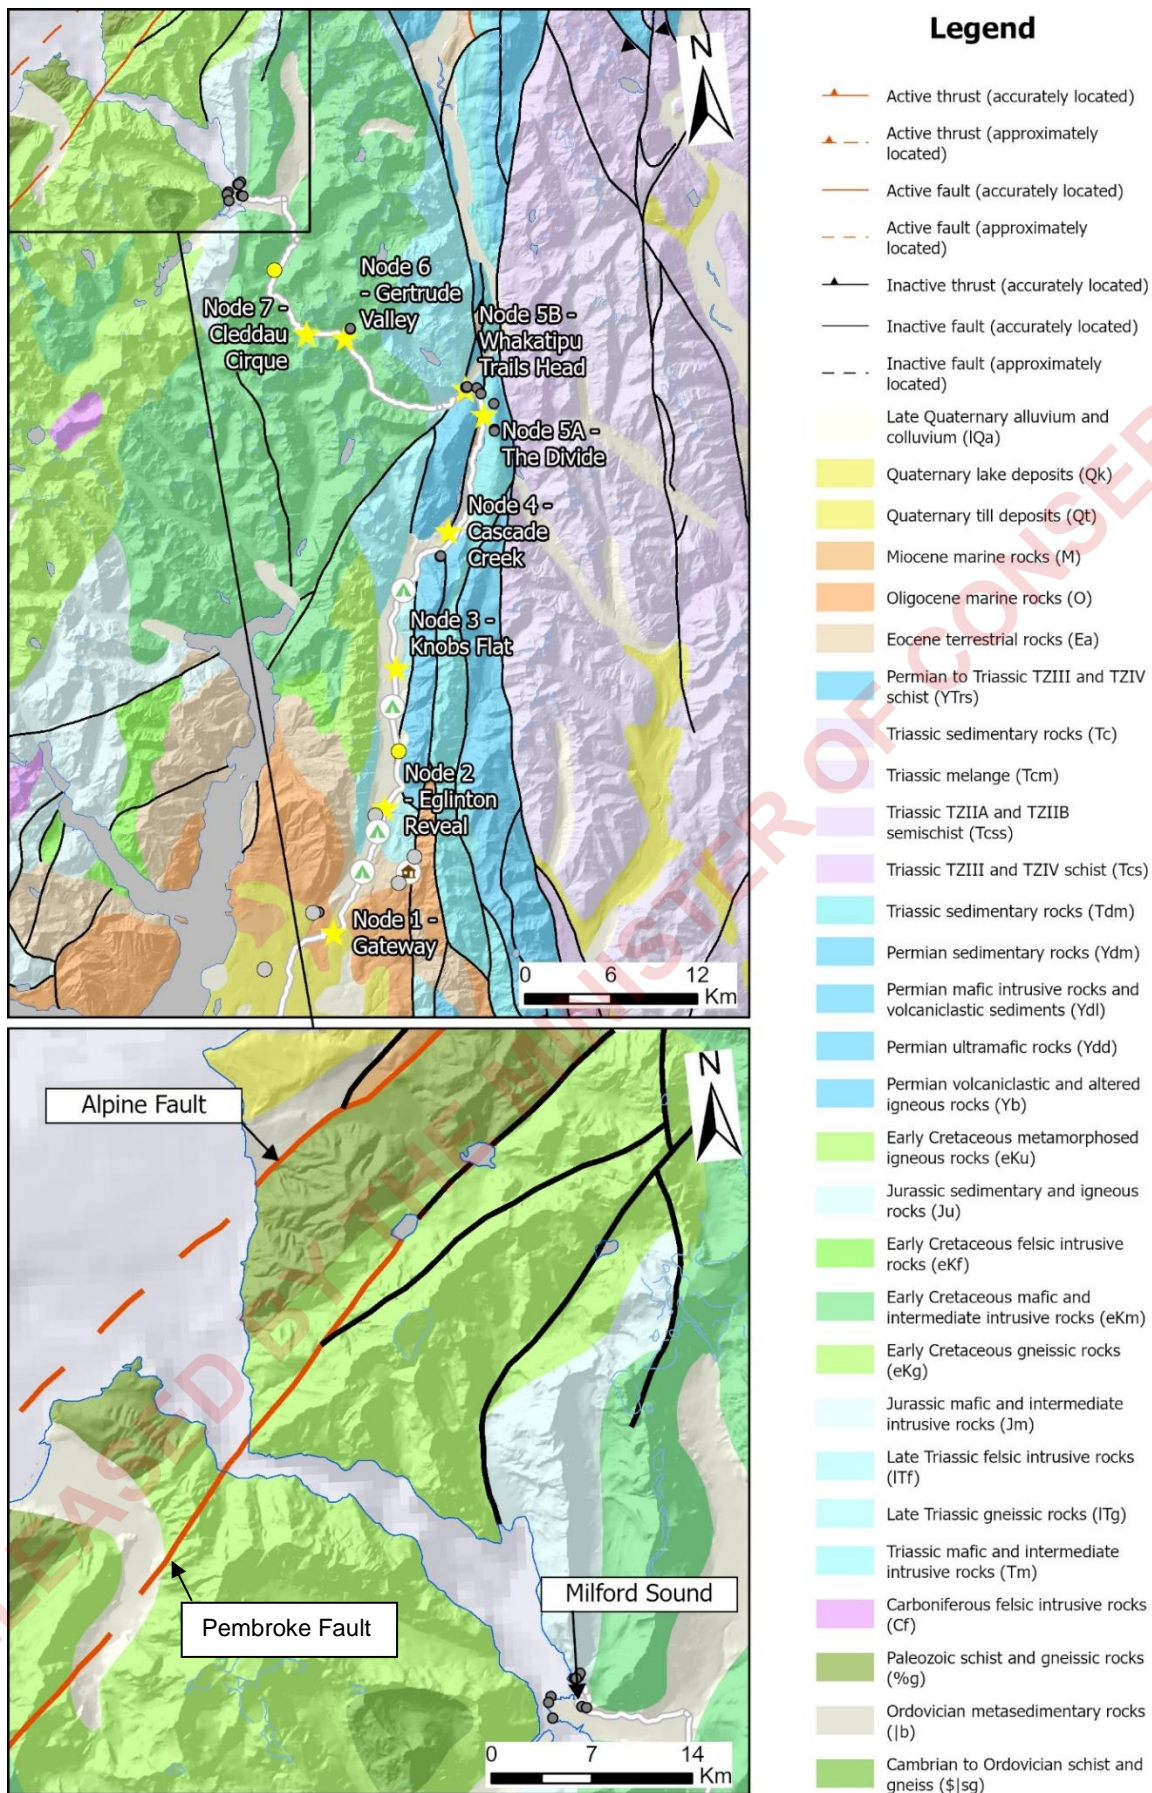 N
Node 6
- Gertrude
Valley
Node 7 -
Cleddau
Cirque
Node 5B -
Whakatipu
Trails Head
Node 5A -
The Divide
Node 4 -
Cascade
Creek
Node 3 -
Knobs Flat
Node 2
- Eglinton
Reveal
Node 1 -
Gateway
0 6 12
Km
N
Alpine Fault
Pembroke Fault
Milford Sound
0 7 14
Km
Legend
Active thrust (accurately located)
Active thrust (approximately
located)
Active fault (accurately located)
Active fault (approximately
located)
Inactive thrust (accurately located)
Inactive fault (accurately located)
Inactive fault (approximately
located)
Late Quaternary alluvium and
colluvium (lQa)
Quaternary lake deposits (Qk)
Quaternary till deposits (Qt)
Miocene marine rocks (M)
Oligocene marine rocks (O)
Eocene terrestrial rocks (Ea)
Permian to Triassic TZIII and TZIV
schist (YTrs)
Triassic sedimentary rocks (Tc)
Triassic melange (Tcm)
Triassic TZIIA and TZIIB
semischist (Tcss)
Triassic TZIII and TZIV schist (Tcs)
Triassic sedimentary rocks (Tdm)
Permian sedimentary rocks (Ydm)
Permian mafic intrusive rocks and
volcaniclastic sediments (Ydl)
Permian ultramafic rocks (Ydd)
Permian volcaniclastic and altered
igneous rocks (Yb)
Early Cretaceous metamorphosed
igneous rocks (eKu)
Jurassic sedimentary and igneous
rocks (Ju)
Early Cretaceous felsic intrusive
rocks (eKf)
Early Cretaceous mafic and
intermediate intrusive rocks (eKm)
Early Cretaceous gneissic rocks
(eKg)
Jurassic mafic and intermediate
intrusive rocks (Jm)
Late Triassic felsic intrusive rocks
(lTf)
Late Triassic gneissic rocks (lTg)
Triassic mafic and intermediate
intrusive rocks (Tm)
Carboniferous felsic intrusive rocks
(Cf)
Paleozoic schist and gneissic rocks
(%g)
Ordovician metasedimentary rocks
(|b)
Cambrian to Ordovician schist and
gneiss ($|sg)
LEASED BY THE MINISTER OF CONSER